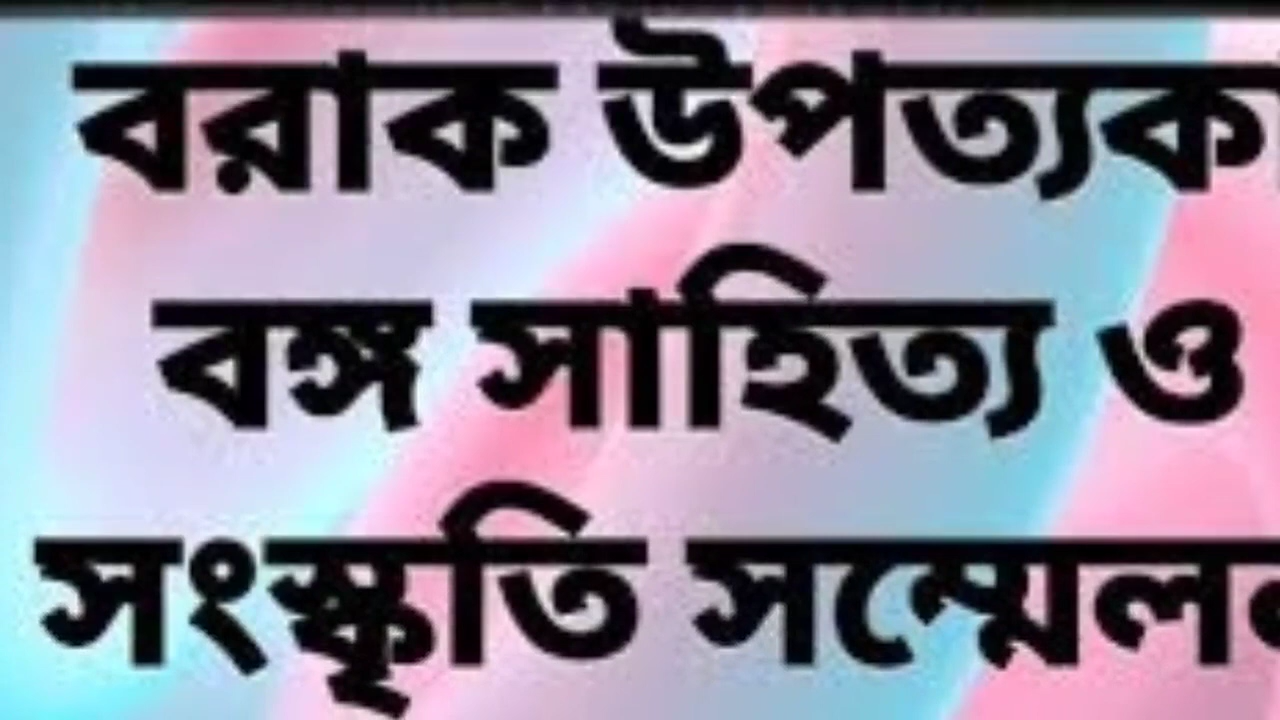 বরাক উপত্যকা
বঙ্গ সাহিত্য ও
সংস্কৃতি সম্মেলন